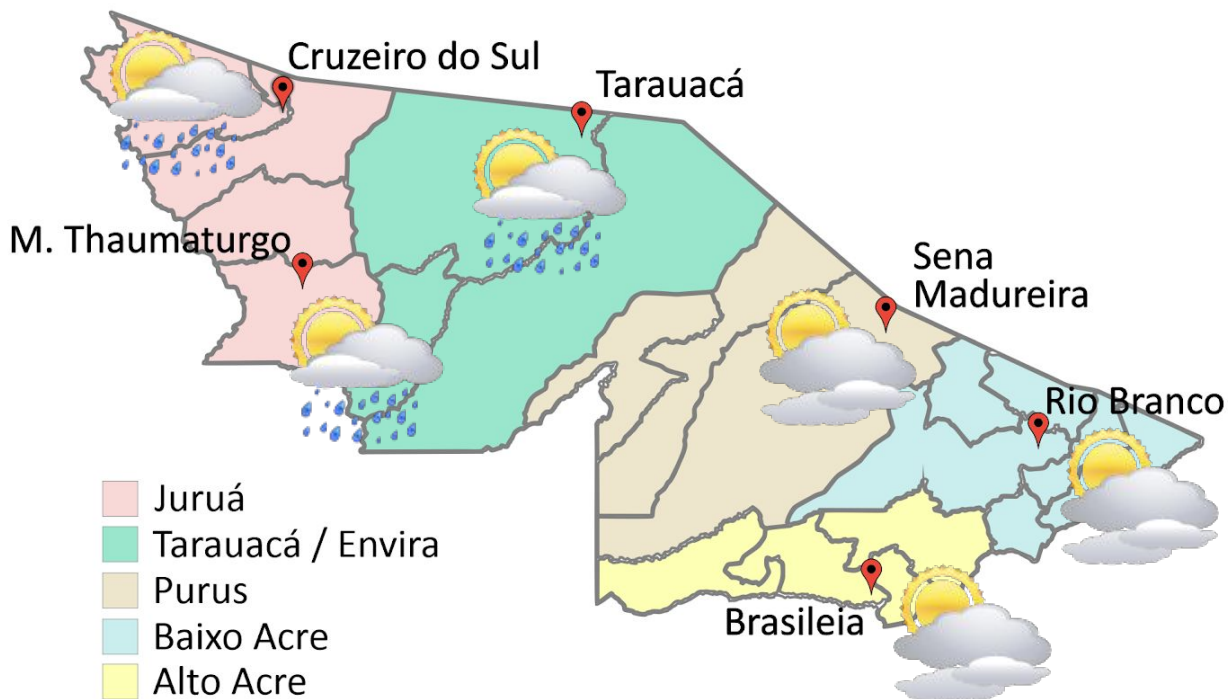 Cruzeiro do Sul
Tarauacá
M. Thaumaturgo
Sena
Madureira
Rio Branco
Brasileia
Juruá
Tarauacá / Envira
Purus
Baixo Acre
Alto Acre